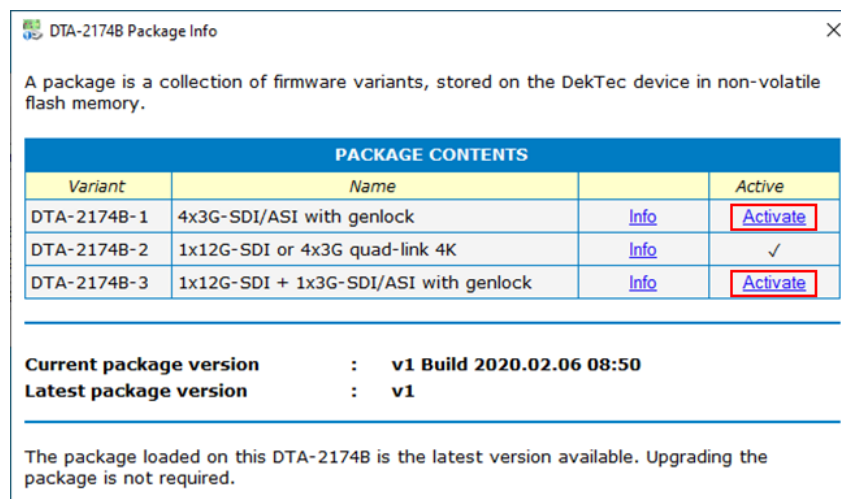 DTA-2174B Package Info
A package is a collection of firmware variants, stored on the DekTec device in non-volatile
flash memory.
PACKAGE CONTENTS
Variant Name Active
DTA-2174B-1 4x3G-SDI/ASI with genlock Info Activate
DTA-2174B-2 1x12G-SDI or 4x3G quad-link 4K Info ✓
DTA-2174B-3 1x12G-SDI + 1x3G-SDI/ASI with genlock Info Activate
Current package version : v1 Build 2020.02.06 08:50
Latest package version : v1
The package loaded on this DTA-2174B is the latest version available. Upgrading the
package is not required.